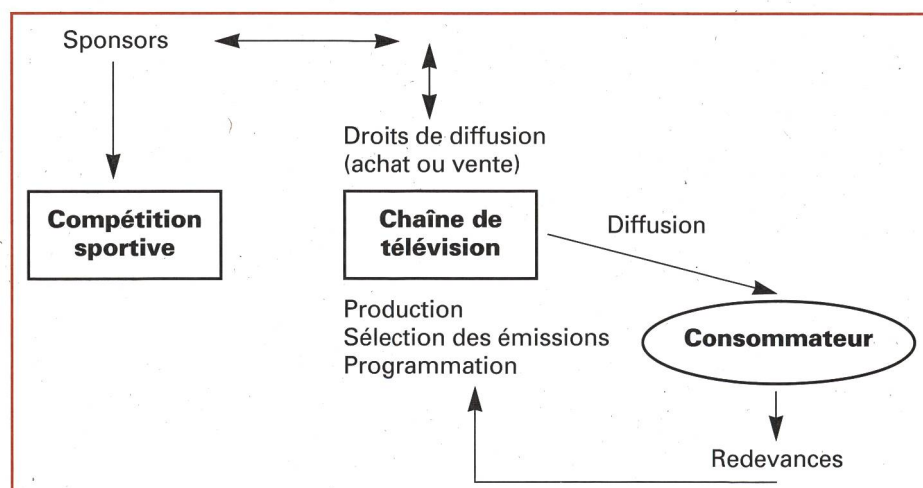 Sponsors
Droits de diffusion
(achat ou vente)
Compétition
sportive
Chaîne de
télévision
Diffusion
Production
Sélection des émissions
Programmation
Consommateur
Redevances